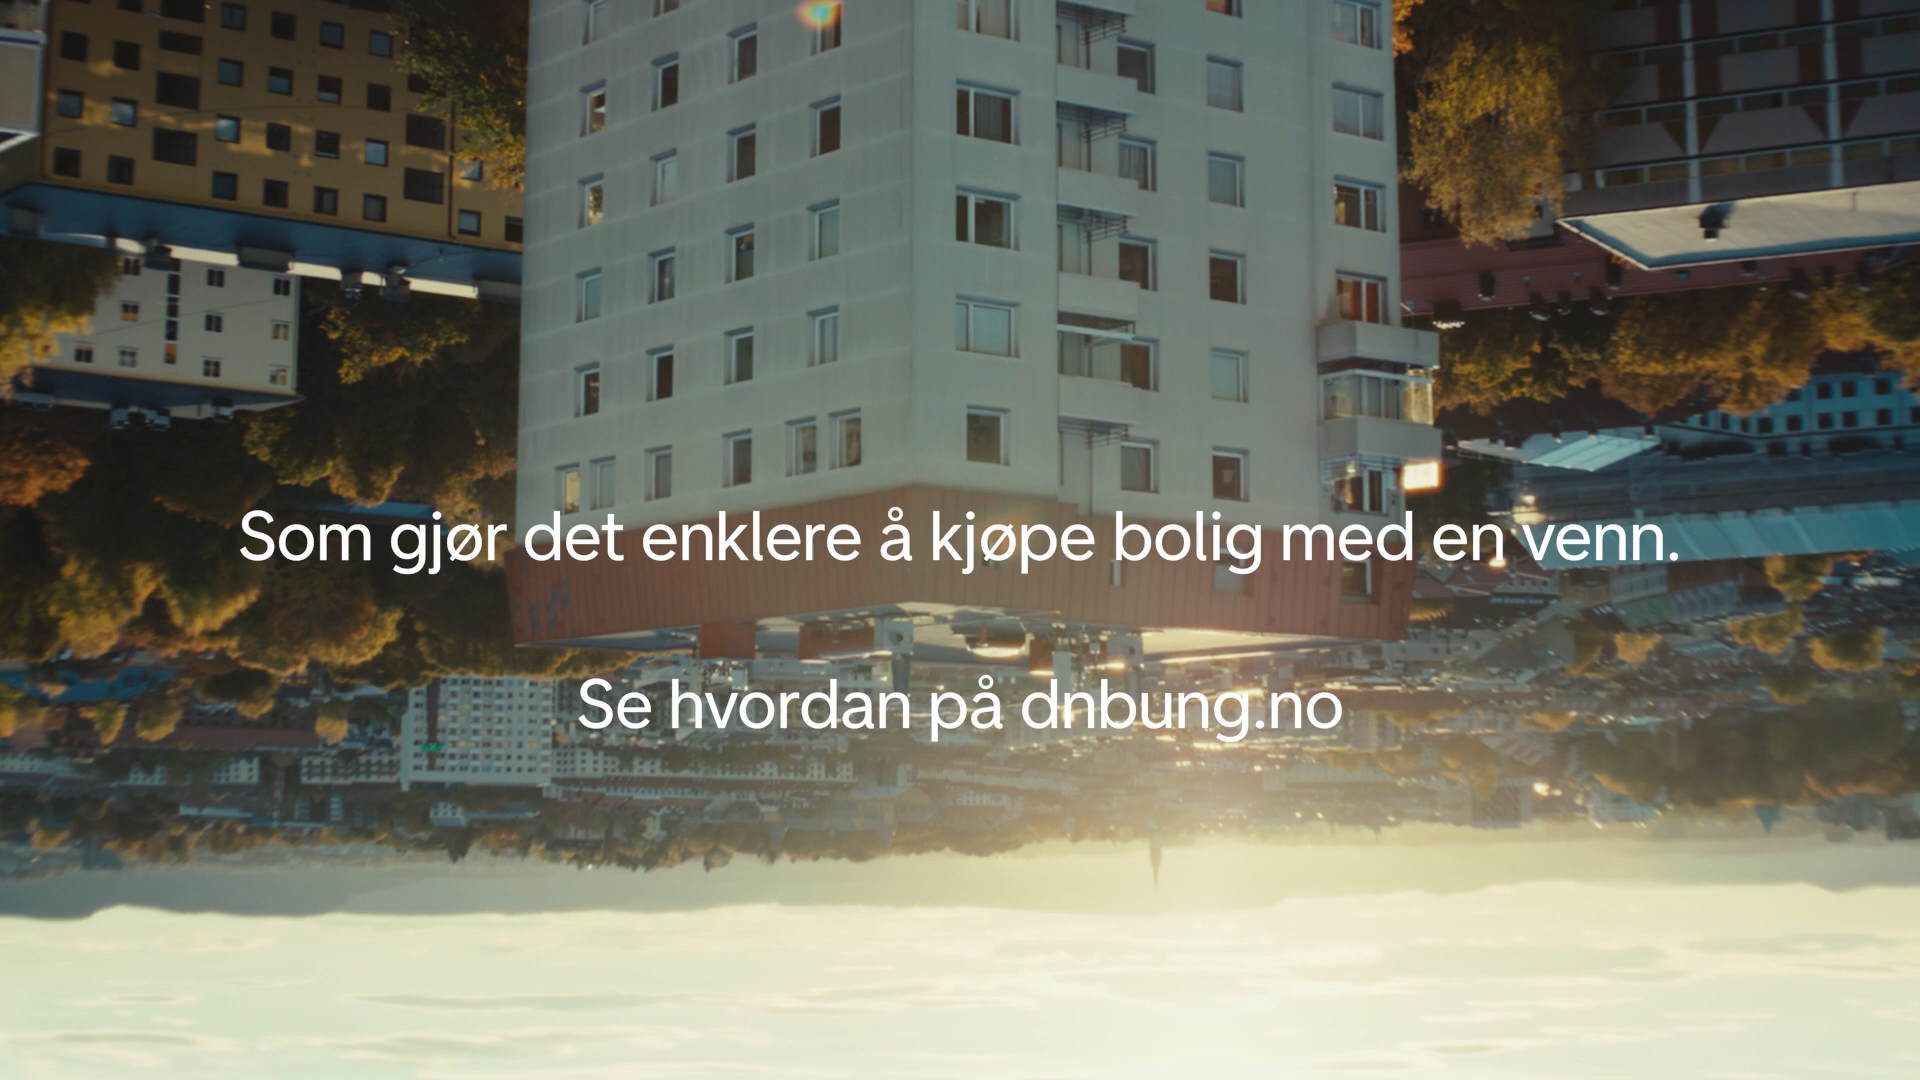 Som gjør det enklere å kjøpe bolig med en venn.
Se hvordan på dnbung.no